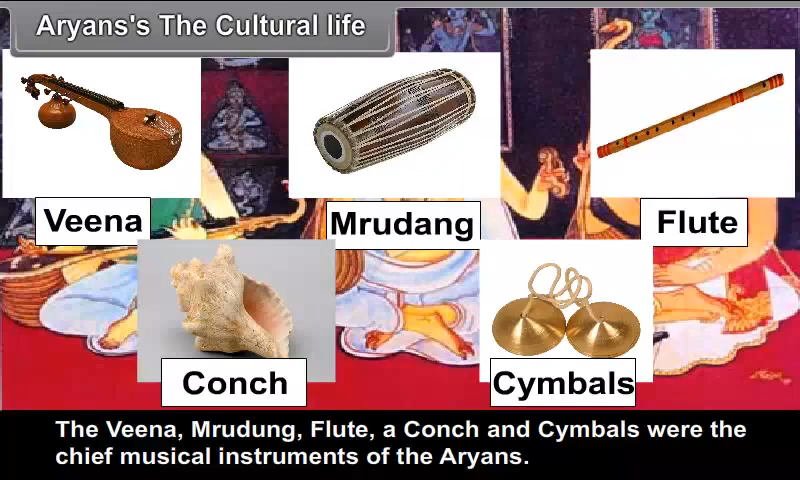 Aryans's The Cultural life
Veena
Mrudang
Flute
Conch
Cymbals
The Veena, Mrudung, Flute, a Conch and Cymbals were the
chief musical instruments of the Aryans.